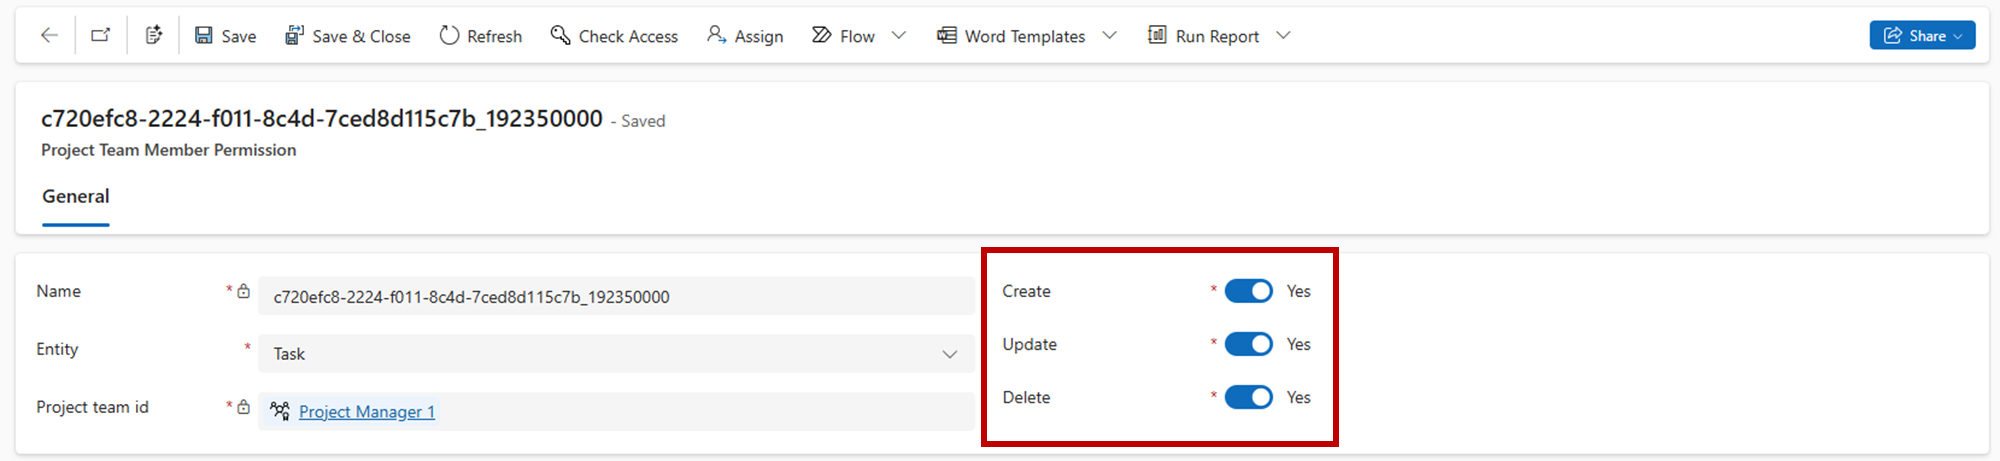 Save Save & Close Refresh Check Access Assign Flow Word Templates Run Report Share
c720efc8-2224-f011-8c4d-7ced8d115c7b_192350000 - Saved
Project Team Member Permission
General
Name * c720efc8-2224-f011-8c4d-7ced8d115c7b_192350000
Entity * Task
Project team id * Project Manager 1
Create * Yes
Update * Yes
Delete * Yes